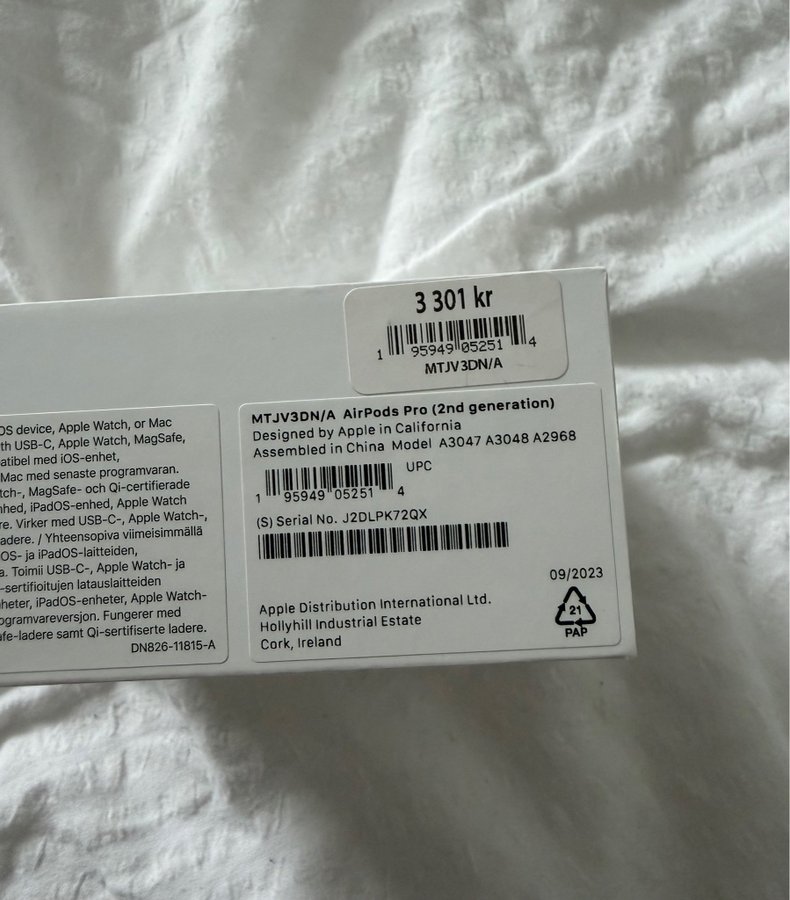 3 301 kr
1 95949 05251 4
MTJV3DN/A
OS device, Apple Watch, or Mac
th USB-C, Apple Watch, MagSafe,
atibel med iOS-enhet,
Mac med senaste programvaran.
tch-, MagSafe- och Qi-certifierade
nhed, iPadOS-enhed, Apple Watch
re. Virker med USB-C-, Apple Watch-,
adere. / Yhteensopiva viimeisimmällä
OS- ja iPadOS-laitteiden,
a. Toimii USB-C-, Apple Watch- ja
-sertifioitujen latauslaitteiden
heter, iPadOS-enheter, Apple Watch-
ogramvareversjon. Fungerer med
afe-ladere samt Qi-sertifiserte ladere.
DN826-11815-A
MTJV3DN/A AirPods Pro (2nd generation)
Designed by Apple in California
Assembled in China Model A3047 A3048 A2968
UPC
1 95949 05251 4
(S) Serial No. J2DLPK72QX
09/2023
Apple Distribution International Ltd.
Hollyhill Industrial Estate
Cork, Ireland
21
PAP